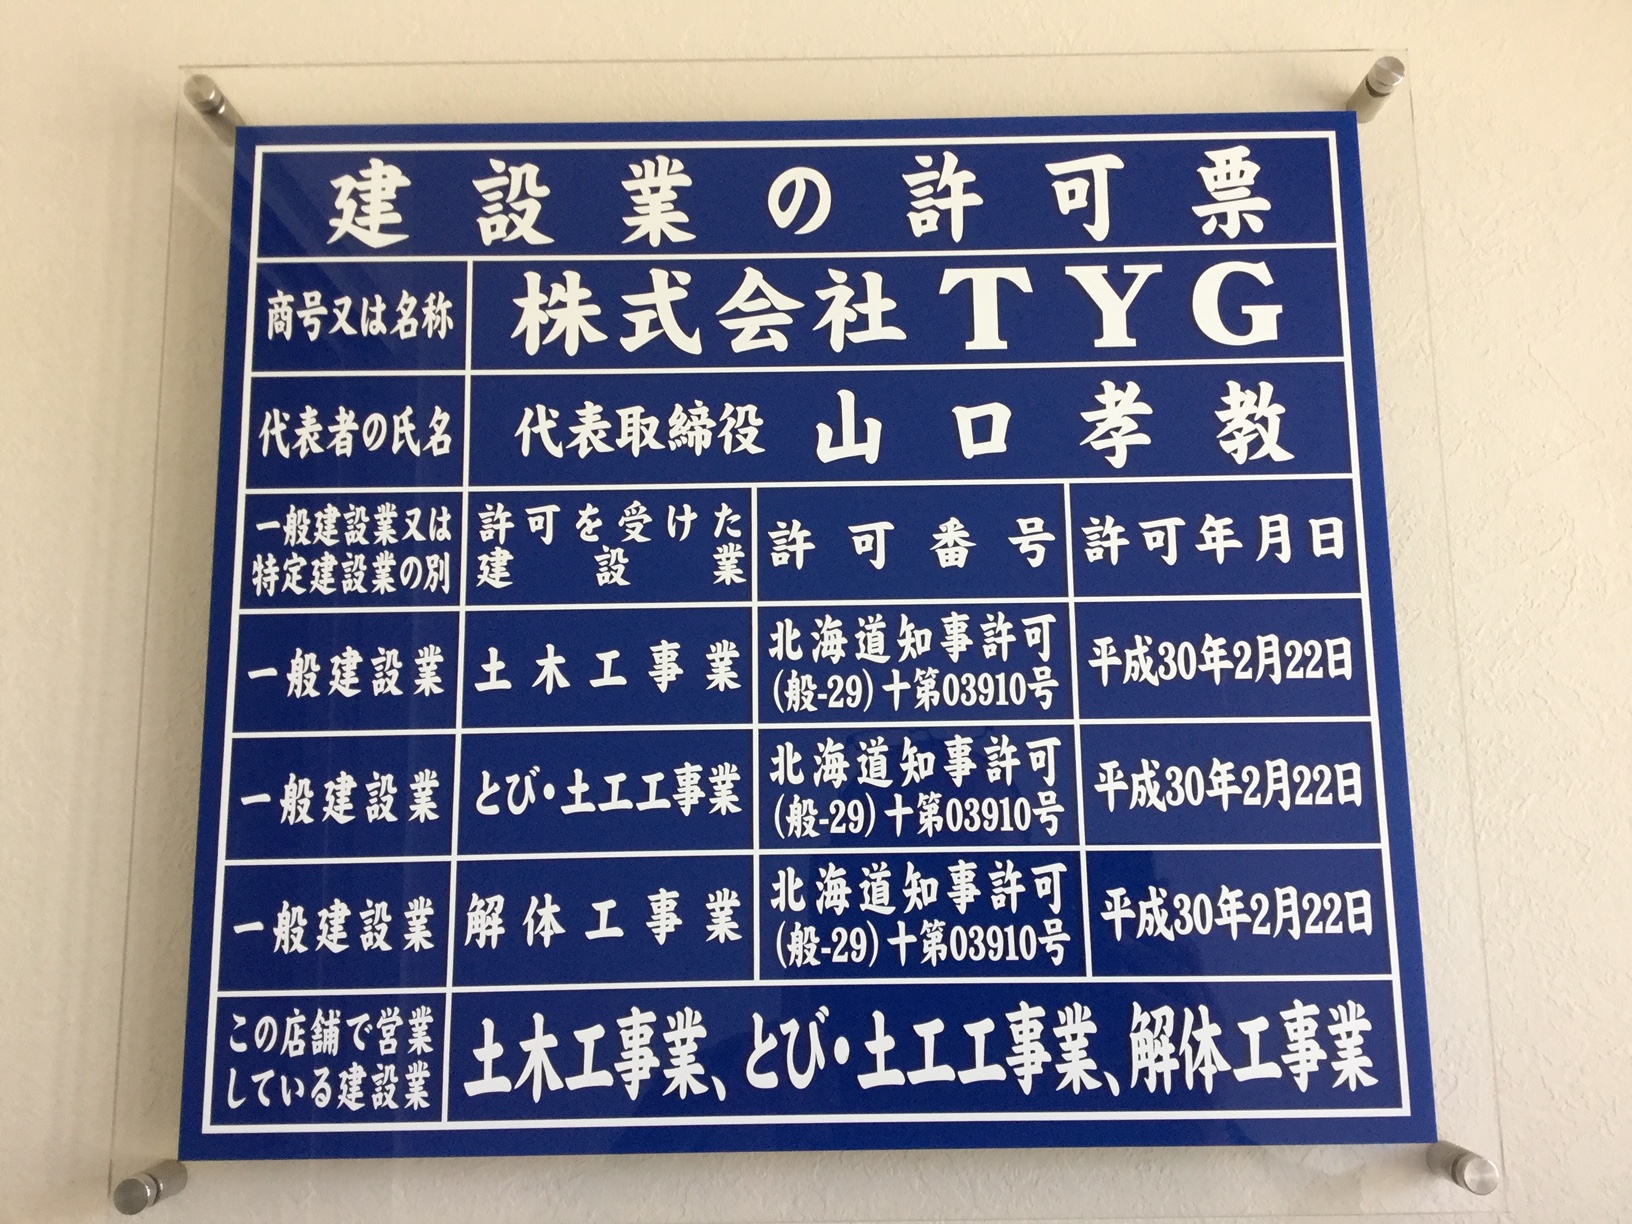 建設業の許可票
商号又は名称 株式会社TYG
代表者の氏名 代表取締役 山口孝教
一般建設業又は
特定建設業の別
許可を受けた
建設業
許可番号
許可年月日
一般建設業
土木工事業
北海道知事許可
(般-29)十第03910号
平成30年2月22日
一般建設業
とび・土工工事業
北海道知事許可
(般-29)十第03910号
平成30年2月22日
一般建設業
解体工事業
北海道知事許可
(般-29)十第03910号
平成30年2月22日
この店舗で営業
している建設業
土木工事業、とび・土工工事業、解体工事業